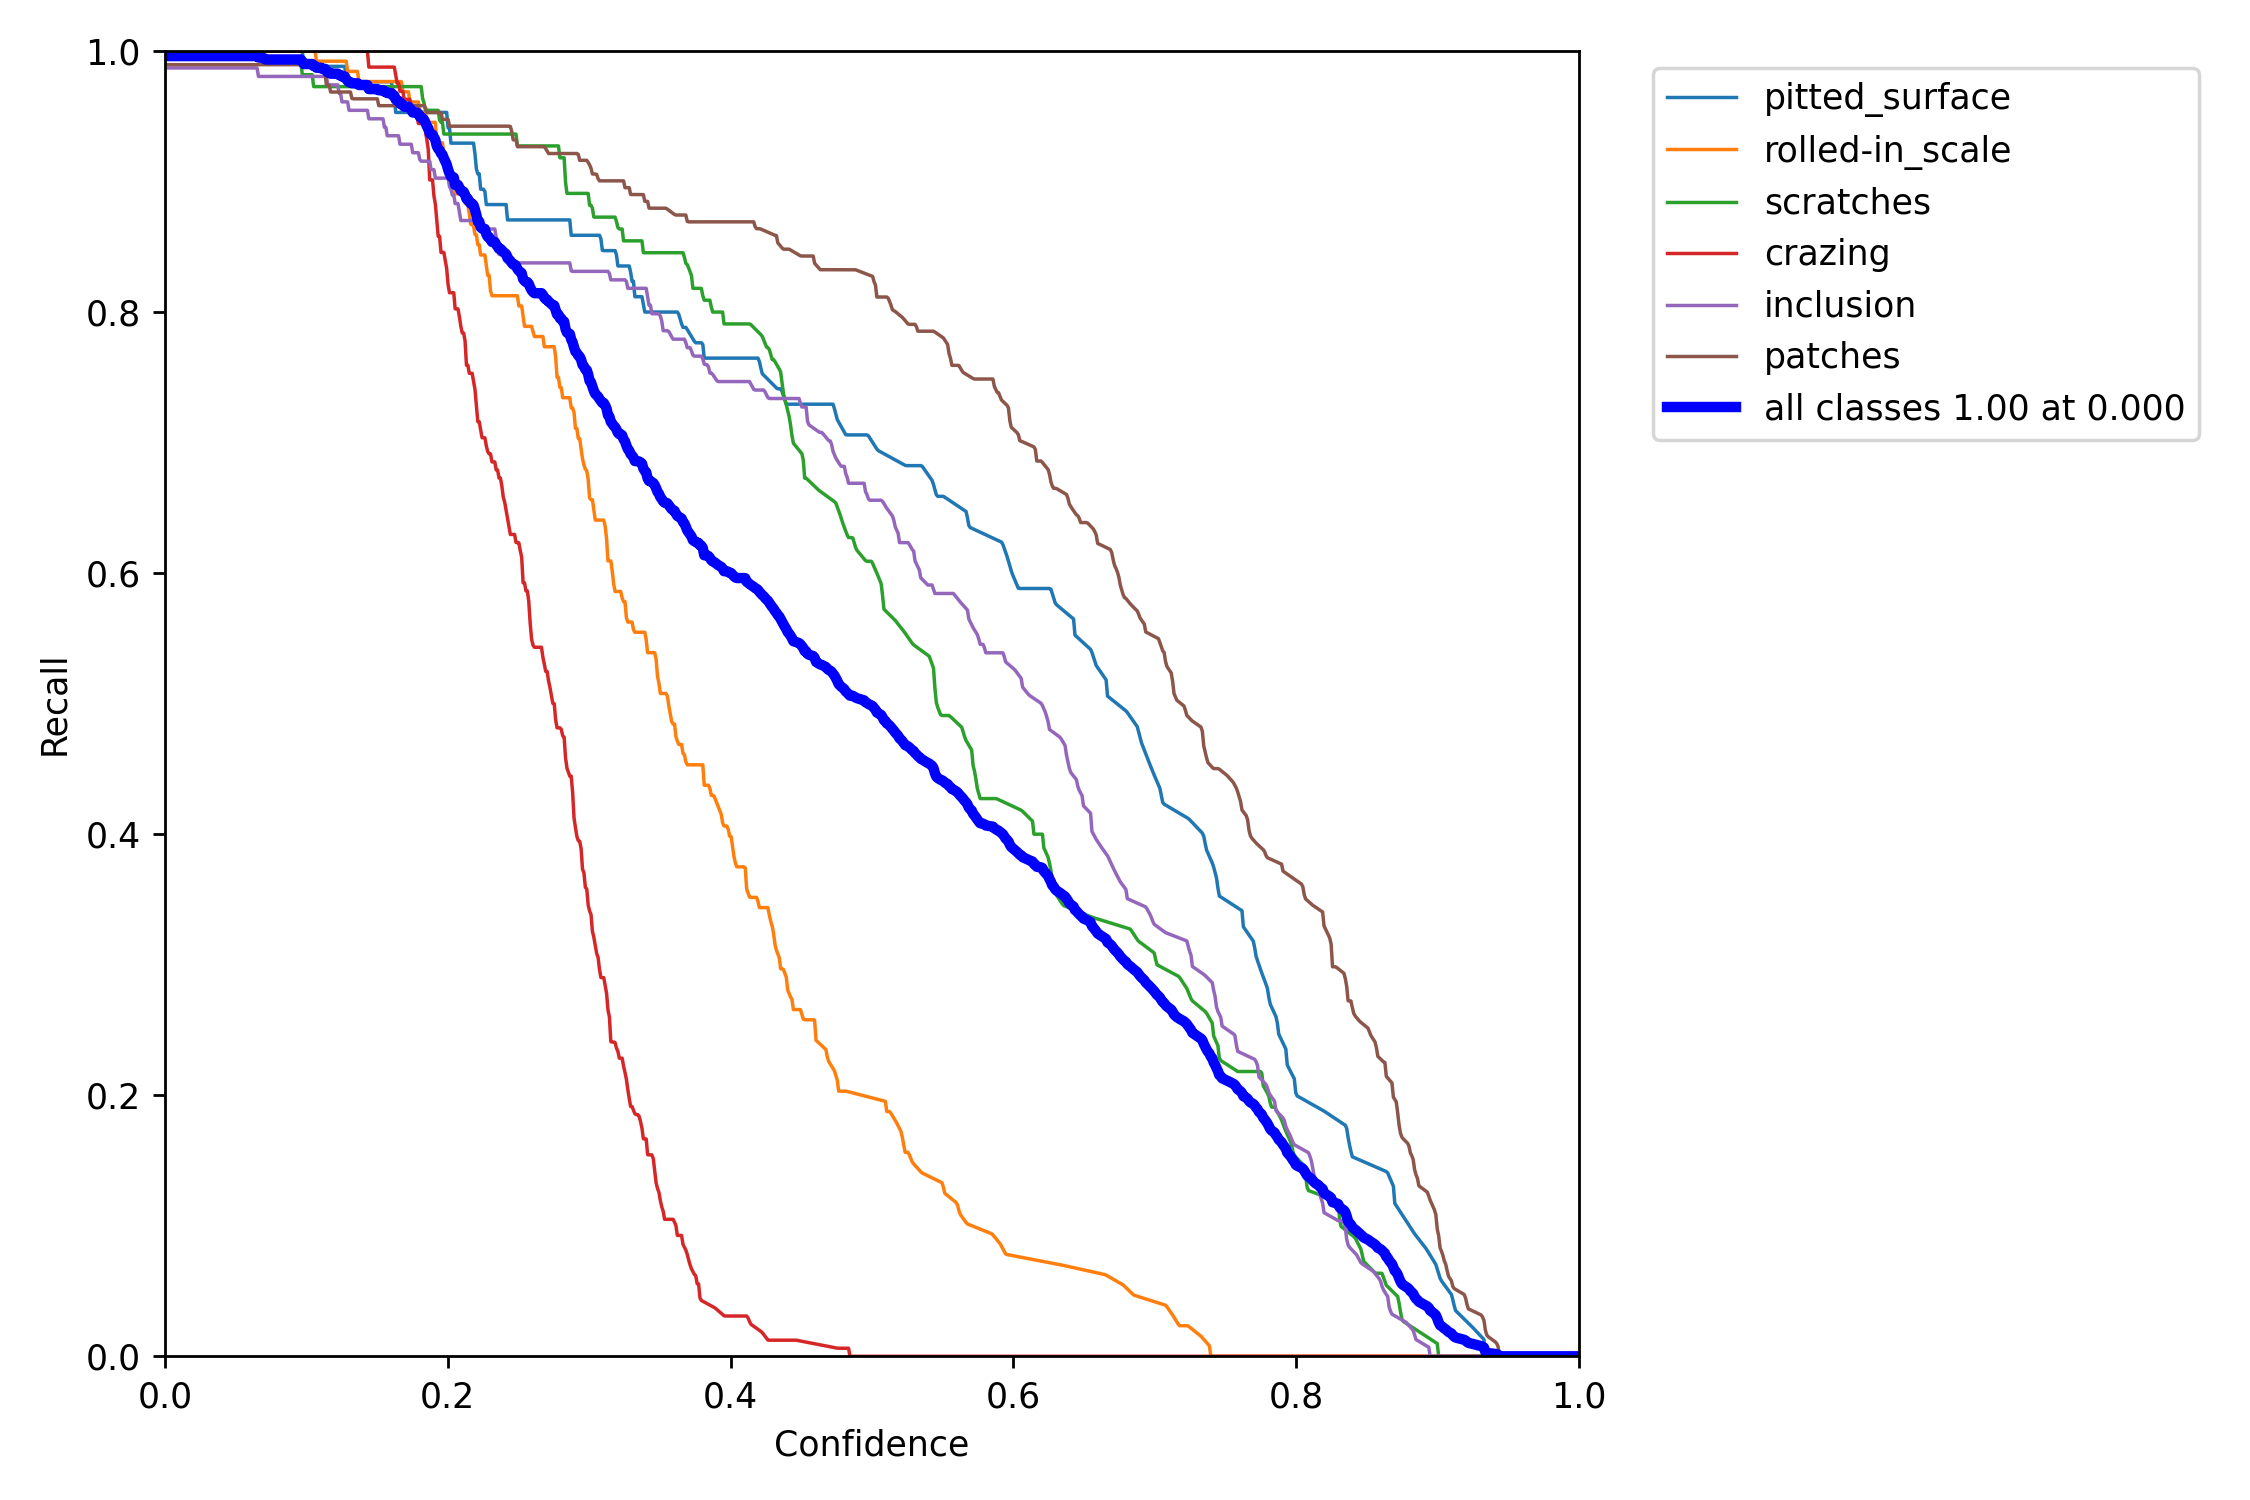 1.0
0.8
0.6
0.4
0.2
0.0
Recall
0.0 0.2 0.4 0.6 0.8 1.0
Confidence
pitted_surface
rolled-in_scale
scratches
crazing
inclusion
patches
all classes 1.00 at 0.000